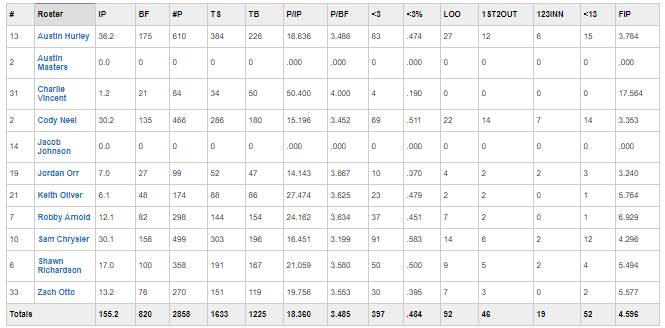 # Roster IP BF #P TS TB P/IP P/BF <3 <3% LOO 1ST2OUT 123INN <13 FIP
13 Austin Hurley 36.2 175 610 384 226 16.636 3.486 83 .474 27 12 6 15 3.784
2 Austin Masters 0.0 0 0 0 0 .000 .000 0 .000 0 0 0 0 .000
31 Charlie Vincent 1.2 21 84 34 50 50.400 4.000 4 .190 0 0 0 0 17.564
2 Cody Neel 30.2 135 466 286 180 15.196 3.452 69 .511 22 14 7 14 3.353
14 Jacob Johnson 0.0 0 0 0 0 .000 .000 0 .000 0 0 0 0 .000
19 Jordan Orr 7.0 27 99 52 47 14.143 3.667 10 .370 4 2 2 3 3.240
21 Keith Oliver 6.1 48 174 88 86 27.474 3.625 23 .479 2 2 0 1 5.764
7 Robby Arnold 12.1 82 298 144 154 24.162 3.634 37 .451 7 2 0 1 6.929
10 Sam Chrysler 30.1 156 499 303 196 16.451 3.199 91 .583 14 6 2 12 4.296
6 Shawn Richardson 17.0 100 358 191 167 21.059 3.580 50 .500 9 5 2 4 5.494
33 Zach Otto 13.2 76 270 151 119 19.756 3.553 30 .395 7 3 0 2 5.577
Totals 155.2 820 2858 1633 1225 18.360 3.485 397 .484 92 46 19 52 4.596